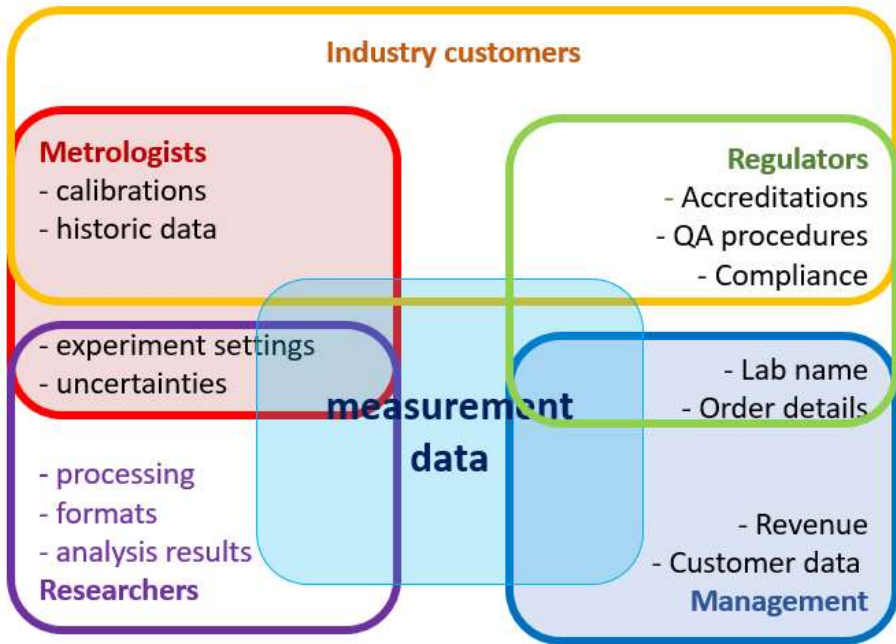 Industry customers
Metrologists
- calibrations
- historic data
Regulators
- Accreditations
- QA procedures
- Compliance
- experiment settings
- uncertainties
- Lab name
- Order details
measurement
data
- processing
- formats
- analysis results
Researchers
- Revenue
- Customer data
Management